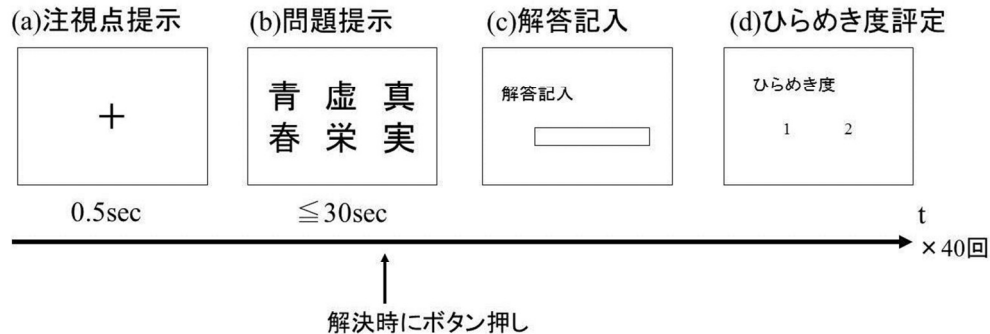 (a)注視点提示
(b)問題提示
(c)解答記入
(d)ひらめき度評定
+
青 虚 真
春 栄 実
解答記入
ひらめき度
1 2
0.5sec
≦30sec
t
×40回
解決時にボタン押し